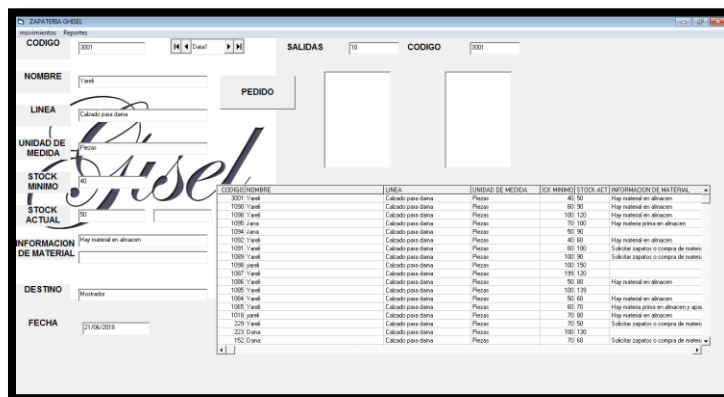 ZAPATERIA GHISEL
movimientos Reportes
CODIGO 3001 Data1 SALIDAS 10 CODIGO 3001
NOMBRE Yareli
PEDIDO
LINEA Calzado para dama
Gisel
UNIDAD DE MEDIDA Piezas
STOCK MINIMO 40
STOCK ACTUAL 50
INFORMACION DE MATERIAL Hay material en almacen
DESTINO Mostrador
FECHA 21/06/2018
CODIGO NOMBRE LINEA UNIDAD DE MEDIDA MINIMO STOCK ACT INFORMACION DE MATERIAL
3001 Yareli Calzado para dama Piezas 40 50 Hay material en almacen
1090 Yareli Calzado para dama Piezas 60 90 Hay material en almacen
1098 Yareli Calzado para dama Piezas 100 120 Hay material en almacen
1095 Jana Calzado para dama Piezas 70 100 Hay materia prima en almacen
1094 Jana Calzado para dama Piezas 50 90
1092 Yareli Calzado para dama Piezas 40 60 Hay material en almacen
1091 Yareli Calzado para dama Piezas 60 100 Solicitar zapatos o compra de materia
1089 Yareli Calzado para dama Piezas 100 90 Solicitar zapatos o compra de materia
1098 yareli Calzado para dama Piezas 100 150
1087 Yareli Calzado para dama Piezas 199 120
1086 Yareli Calzado para dama Piezas 50 80 Hay material en almacen
1085 Yareli Calzado para dama Piezas 100 139
1084 Yareli Calzado para dama Piezas 50 60 Hay material en almacen
1065 Yareli Calzado para dama Piezas 60 70 Hay materia prima en almacen y apar
1018 yareli Calzado para dama Piezas 70 80 Hay material en almacen
229 Yareli Calzado para dama Piezas 70 50 Solicitar zapatos o compra de materia
223 Dana Calzado para dama Piezas 100 130
152 Dana Calzado para dama Piezas 70 60 Solicitar zapatos o compra de materia